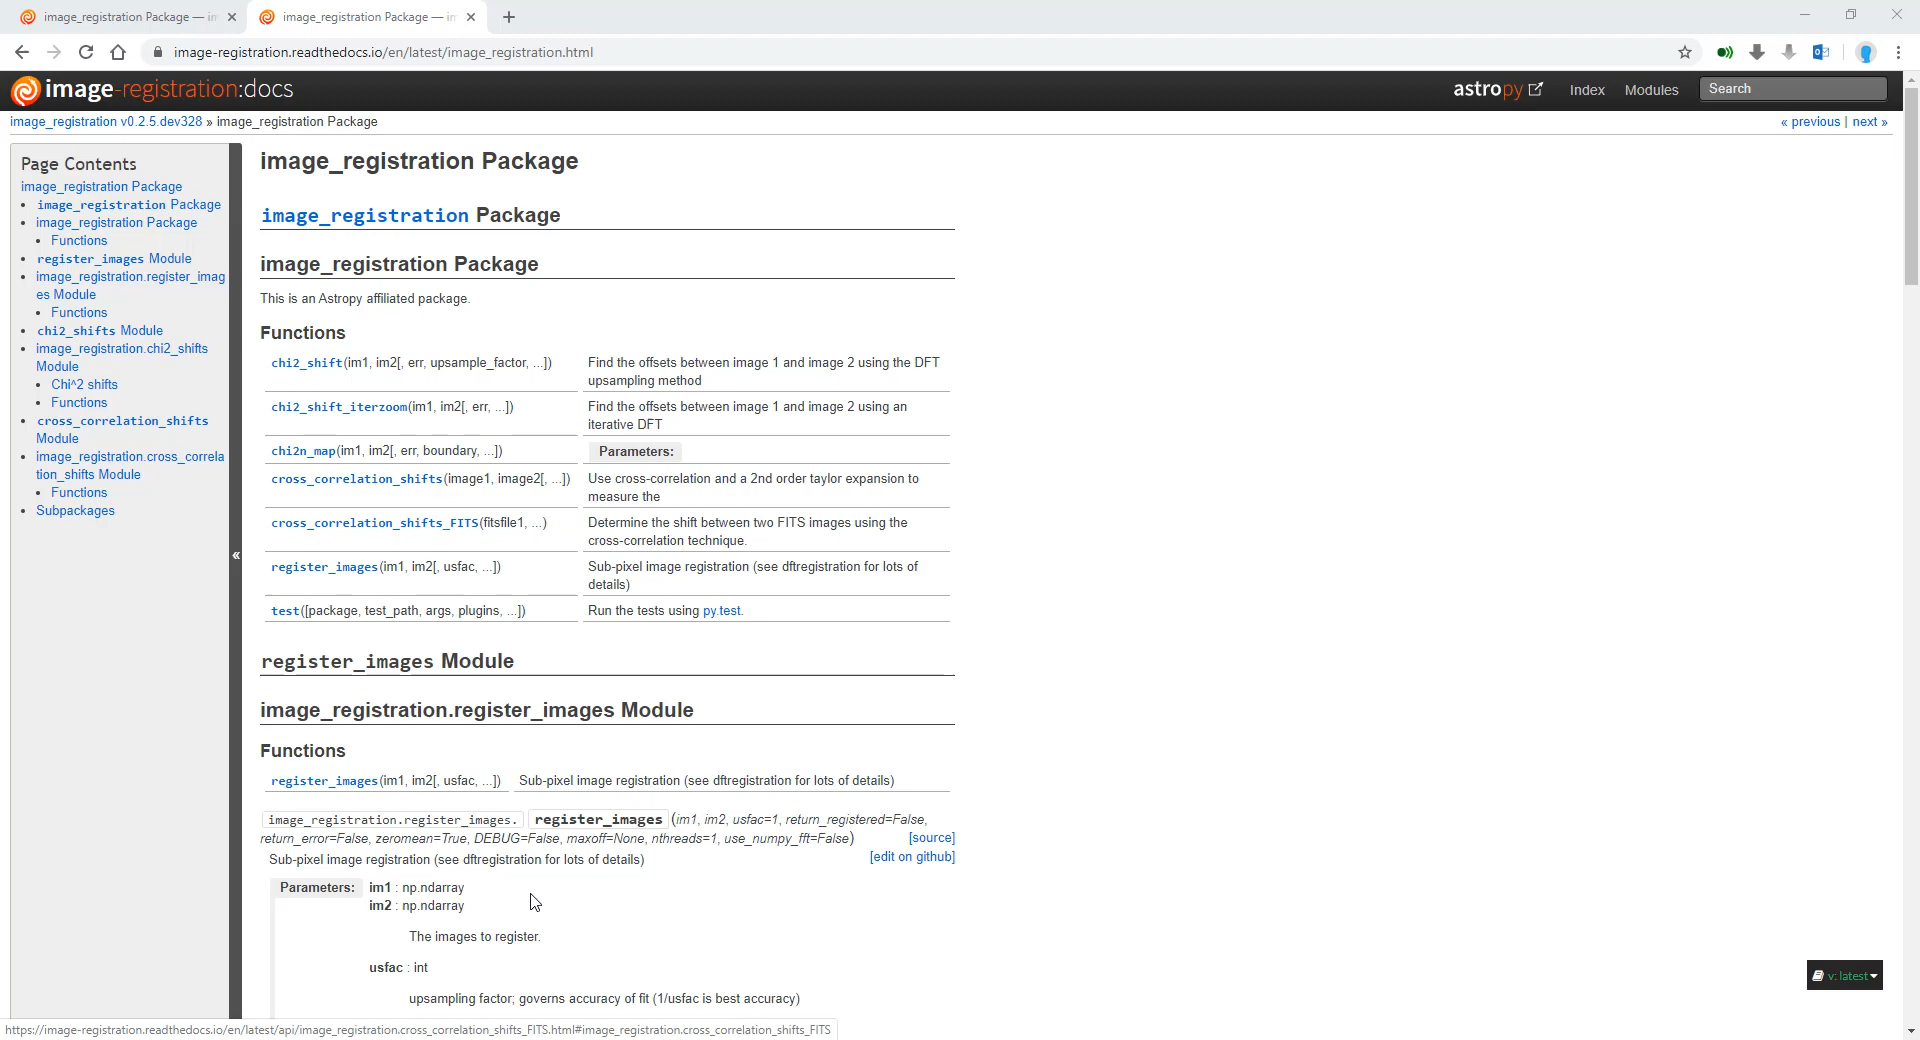 image_registration Package — in
image_registration Package — in
image-registration.readthedocs.io/en/latest/image_registration.html
image-registration:docs
astropy
Index
Modules
Search
image_registration v0.2.5.dev328 » image_registration Package
« previous | next »
Page Contents
image_registration Package
image_registration Package
image_registration Package
Functions
register_images Module
image_registration.register_imag
es Module
Functions
chi2_shifts Module
image_registration.chi2_shifts
Module
Chi^2 shifts
Functions
cross_correlation_shifts
Module
image_registration.cross_correla
tion_shifts Module
Functions
Subpackages
«
image_registration Package
image_registration Package
image_registration Package
This is an Astropy affiliated package.
Functions
chi2_shift(im1, im2[, err, upsample_factor, ...])
Find the offsets between image 1 and image 2 using the DFT
upsampling method
chi2_shift_iterzoom(im1, im2[, err, ...])
Find the offsets between image 1 and image 2 using an
iterative DFT
chi2n_map(im1, im2[, err, boundary, ...])
Parameters:
cross_correlation_shifts(image1, image2[, ...])
Use cross-correlation and a 2nd order taylor expansion to
measure the
cross_correlation_shifts_FITS(fitsfile1, ...)
Determine the shift between two FITS images using the
cross-correlation technique.
register_images(im1, im2[, usfac, ...])
Sub-pixel image registration (see dftregistration for lots of
details)
test([package, test_path, args, plugins, ...])
Run the tests using py.test.
register_images Module
image_registration.register_images Module
Functions
register_images(im1, im2[, usfac, ...])
Sub-pixel image registration (see dftregistration for lots of details)
image_registration.register_images. register_images (im1, im2, usfac=1, return_registered=False,
return_error=False, zeromean=True, DEBUG=False, maxoff=None, nthreads=1, use_numpy_fft=False) [source]
Sub-pixel image registration (see dftregistration for lots of details) [edit on github]
Parameters: im1 : np.ndarray
im2 : np.ndarray
The images to register.
usfac : int
upsampling factor; governs accuracy of fit (1/usfac is best accuracy)
v: latest
https://image-registration.readthedocs.io/en/latest/api/image_registration.cross_correlation_shifts_FITS.html#image_registration.cross_correlation_shifts_FITS